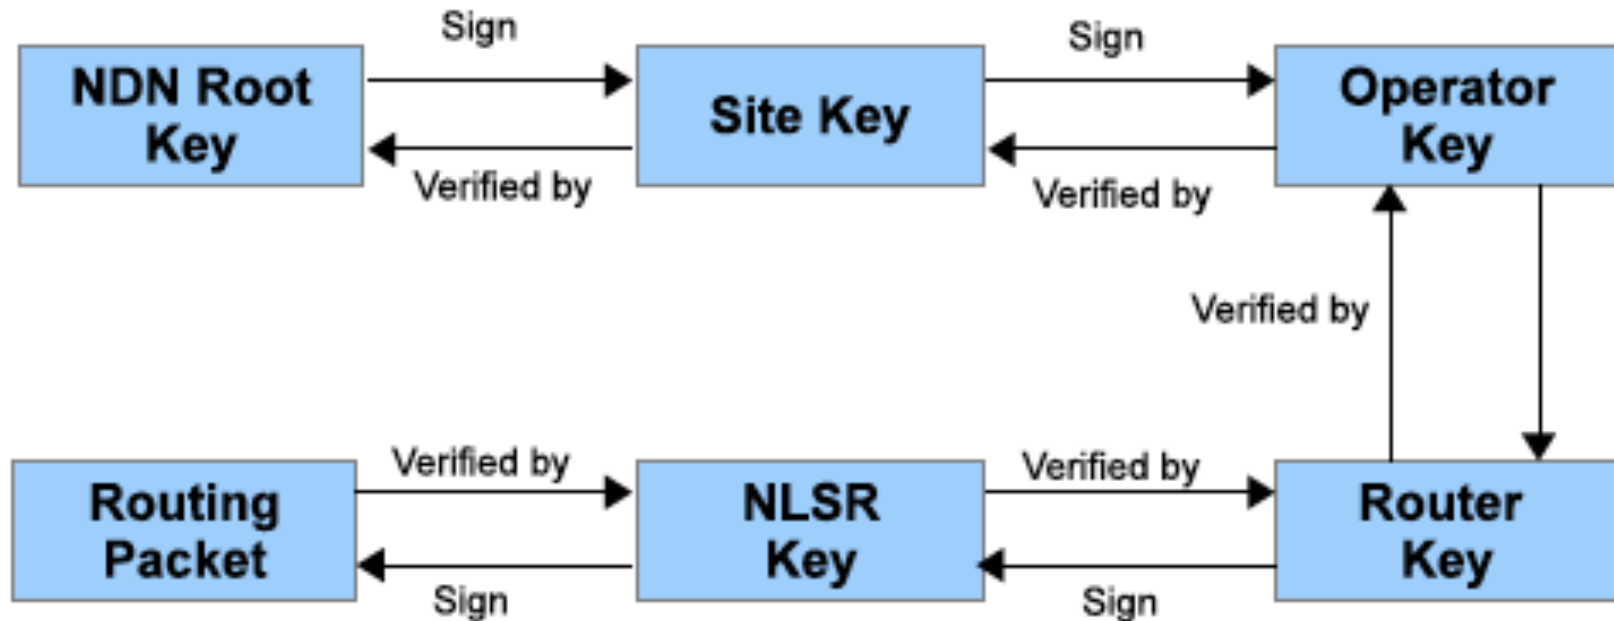 Sign
Sign
NDN Root
Key
Site Key
Operator
Key
Verified by
Verified by
Verified by
Routing
Packet
Verified by
NLSR
Key
Verified by
Router
Key
Sign
Sign